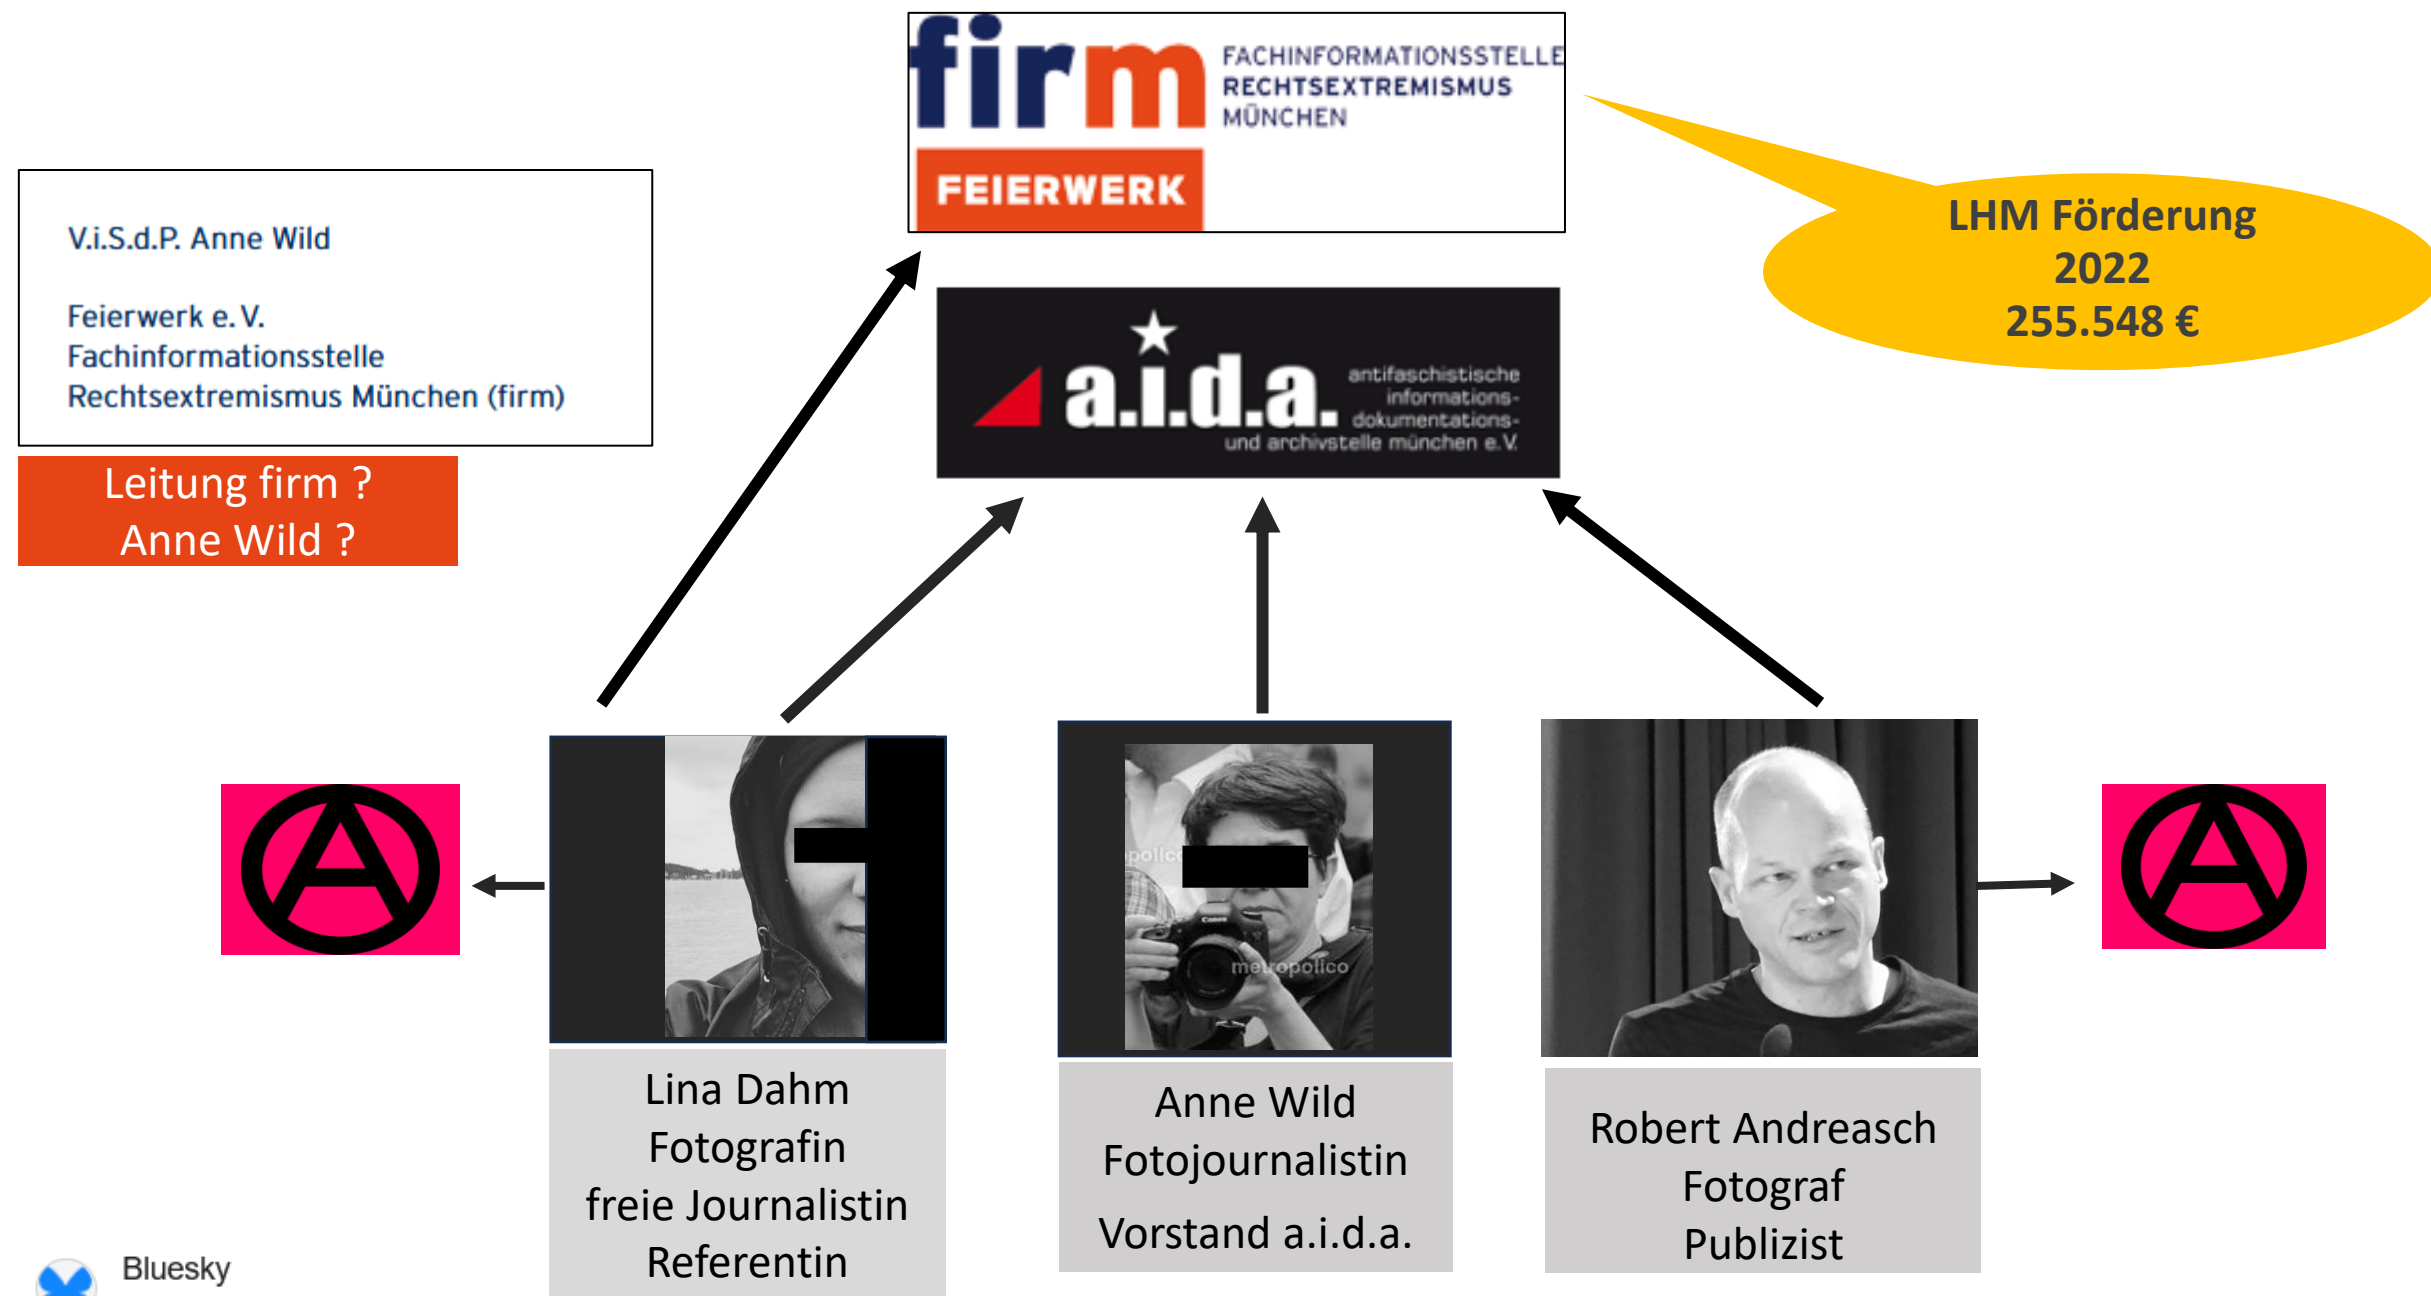 firm
FACHINFORMATIONSSTELLE
RECHTSEXTREMISMUS
MÜNCHEN
FEIERWERK
LHM Förderung
2022
255.548 €
V.i.S.d.P. Anne Wild
Feierwerk e. V.
Fachinformationsstelle
Rechtsextremismus München (firm)
Leitung firm ?
Anne Wild ?
a.i.d.a.
antifaschistische
informations-
dokumentations-
und archivstelle münchen e.V.
Canon
metropolico
Lina Dahm
Fotografin
freie Journalistin
Referentin
Anne Wild
Fotojournalistin
Vorstand a.i.d.a.
Robert Andreasch
Fotograf
Publizist
Bluesky